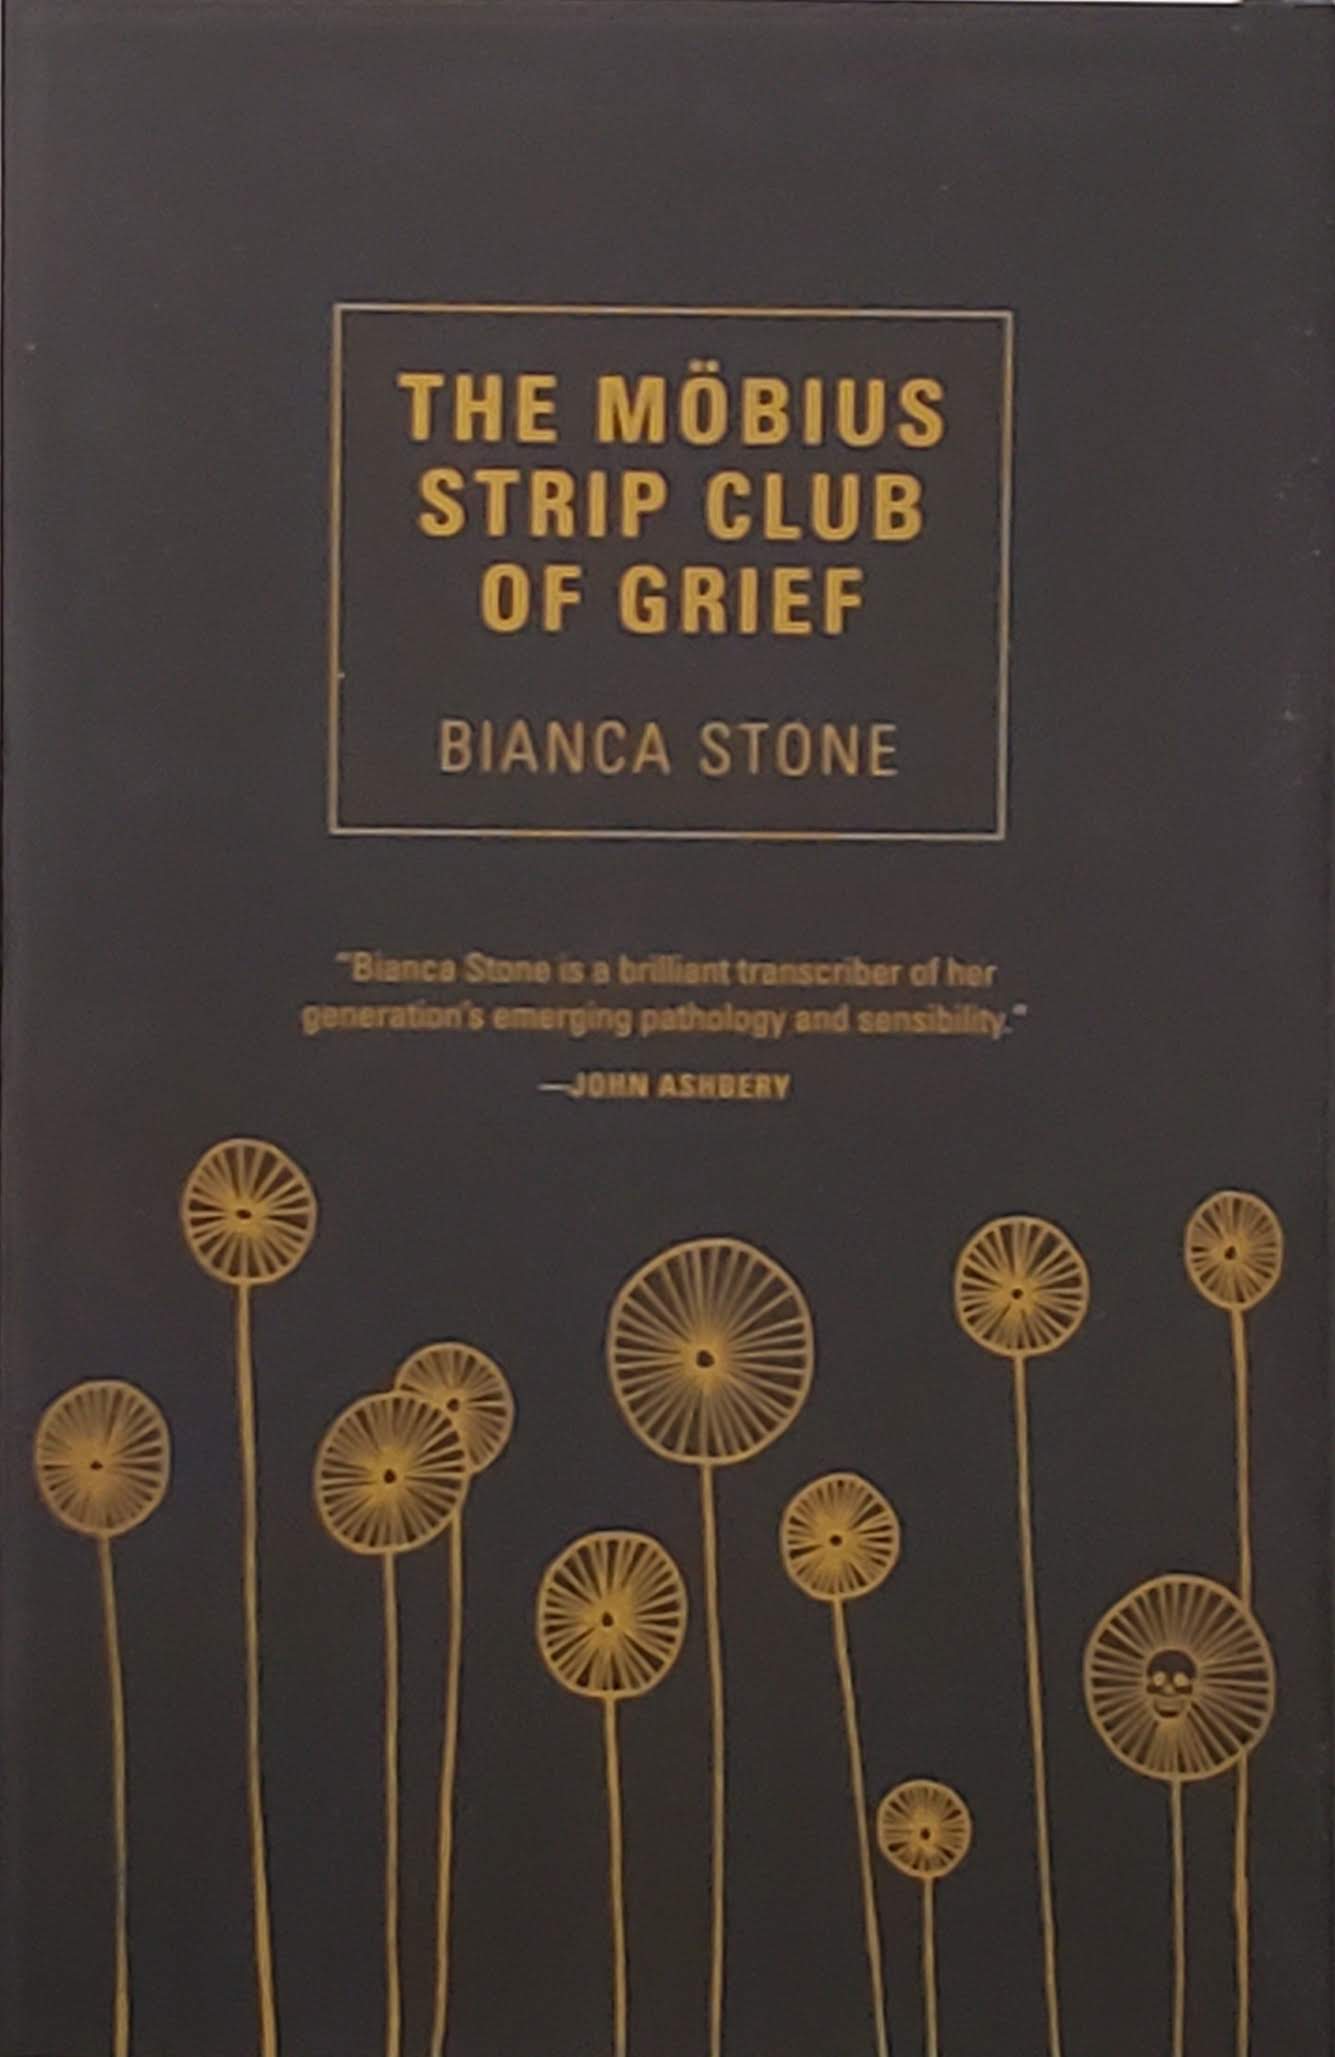 THE MÖBIUS
STRIP CLUB
OF GRIEF
BIANCA STONE
"Bianca Stone is a brilliant transcriber of her
generation's emerging pathology and sensibility."
—JOHN ASHBERY